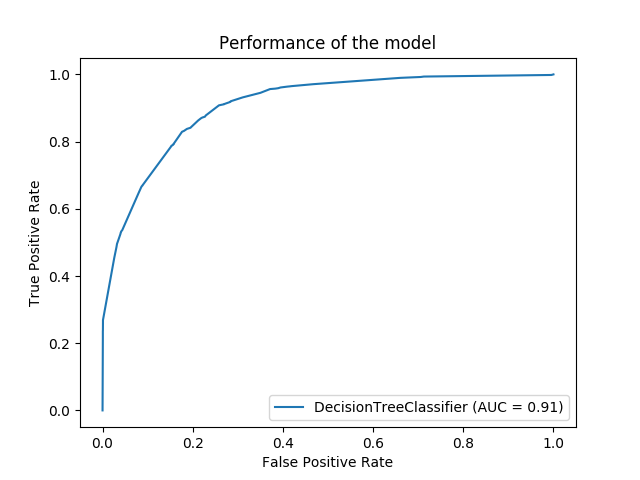 Performance of the model
1.0
0.8
0.6
0.4
0.2
0.0
True Positive Rate
DecisionTreeClassifier (AUC = 0.91)
0.0 0.2 0.4 0.6 0.8 1.0
False Positive Rate